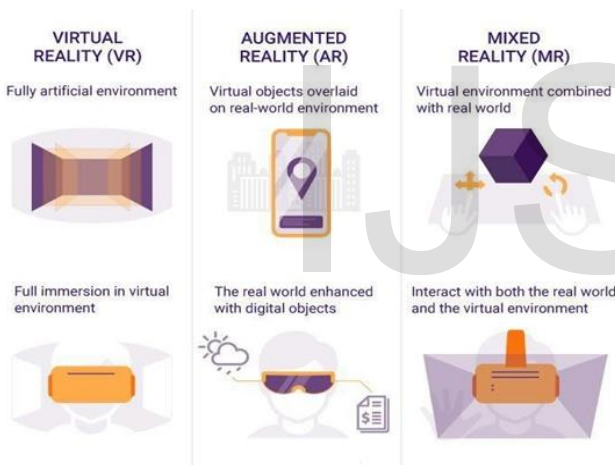 VIRTUAL
REALITY (VR)
Fully artificial environment
Full immersion in virtual
environment
AUGMENTED
REALITY (AR)
Virtual objects overlaid
on real-world environment
The real world enhanced
with digital objects
$
MIXED
REALITY (MR)
Virtual environment combined
with real world
Interact with both the real world
and the virtual environment
IJS